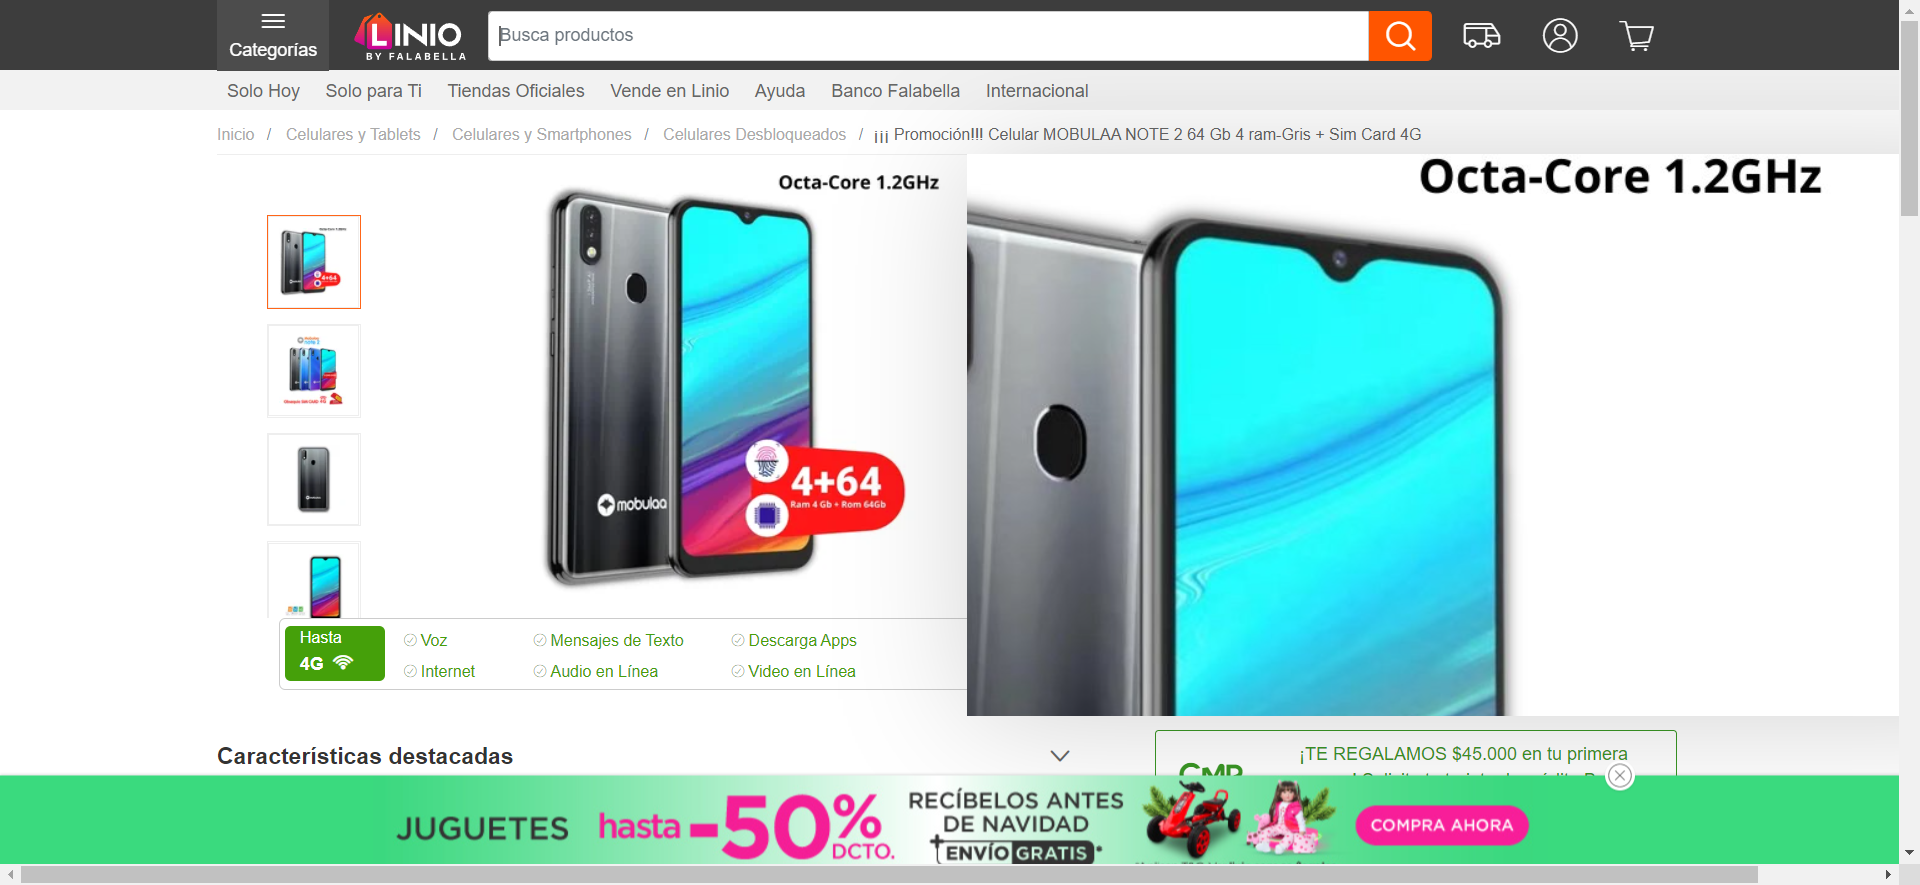 Categorías
LINIO
BY FALABELLA
Busca productos
Solo Hoy Solo para Ti Tiendas Oficiales Vende en Linio Ayuda Banco Falabella Internacional
Inicio / Celulares y Tablets / Celulares y Smartphones / Celulares Desbloqueados / ¡¡¡ Promoción!!! Celular MOBULAA NOTE 2 64 Gb 4 ram-Gris + Sim Card 4G
Octa-Core 1.2GHz
Octa-Core 1.2GHz
4+64
Ram 4 Gb + Rom 64Gb
mobulaa
4+64
Hasta
4G
Voz Mensajes de Texto Descarga Apps
Internet Audio en Línea Video en Línea
Características destacadas
¡TE REGALAMOS $45.000 en tu primera
CMR
JUGUETES hasta -50% DCTO.
RECÍBELOS ANTES
DE NAVIDAD
+ENVÍO GRATIS*
COMPRA AHORA